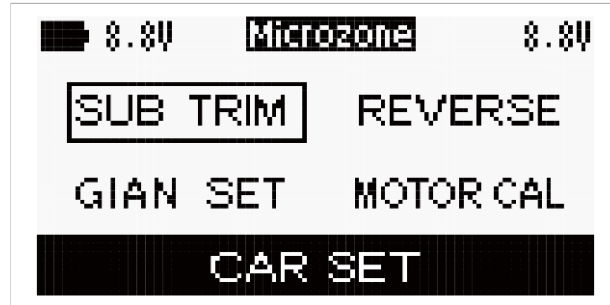 8.8V Microzone 8.8V
SUB TRIM REVERSE
GIAN SET MOTOR CAL
CAR SET